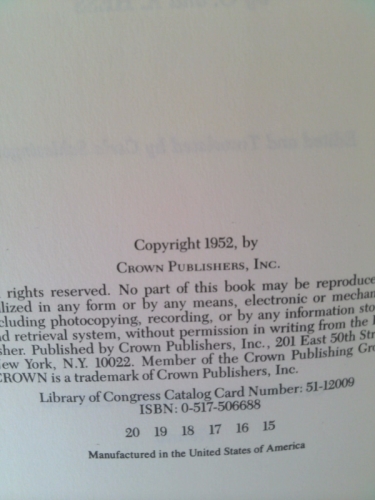 Copyright 1952, by
CROWN PUBLISHERS, INC.
rights reserved. No part of this book may be reproduce
ilized in any form or by any means, electronic or mechan
cluding photocopying, recording, or by any information sto
nd retrieval system, without permission in writing from the
sher. Published by Crown Publishers, Inc., 201 East 50th Str
New York, N.Y. 10022. Member of the Crown Publishing Gro
CROWN is a trademark of Crown Publishers, Inc.
Library of Congress Catalog Card Number: 51-12009
ISBN: 0-517-506688
20 19 18 17 16 15
Manufactured in the United States of America